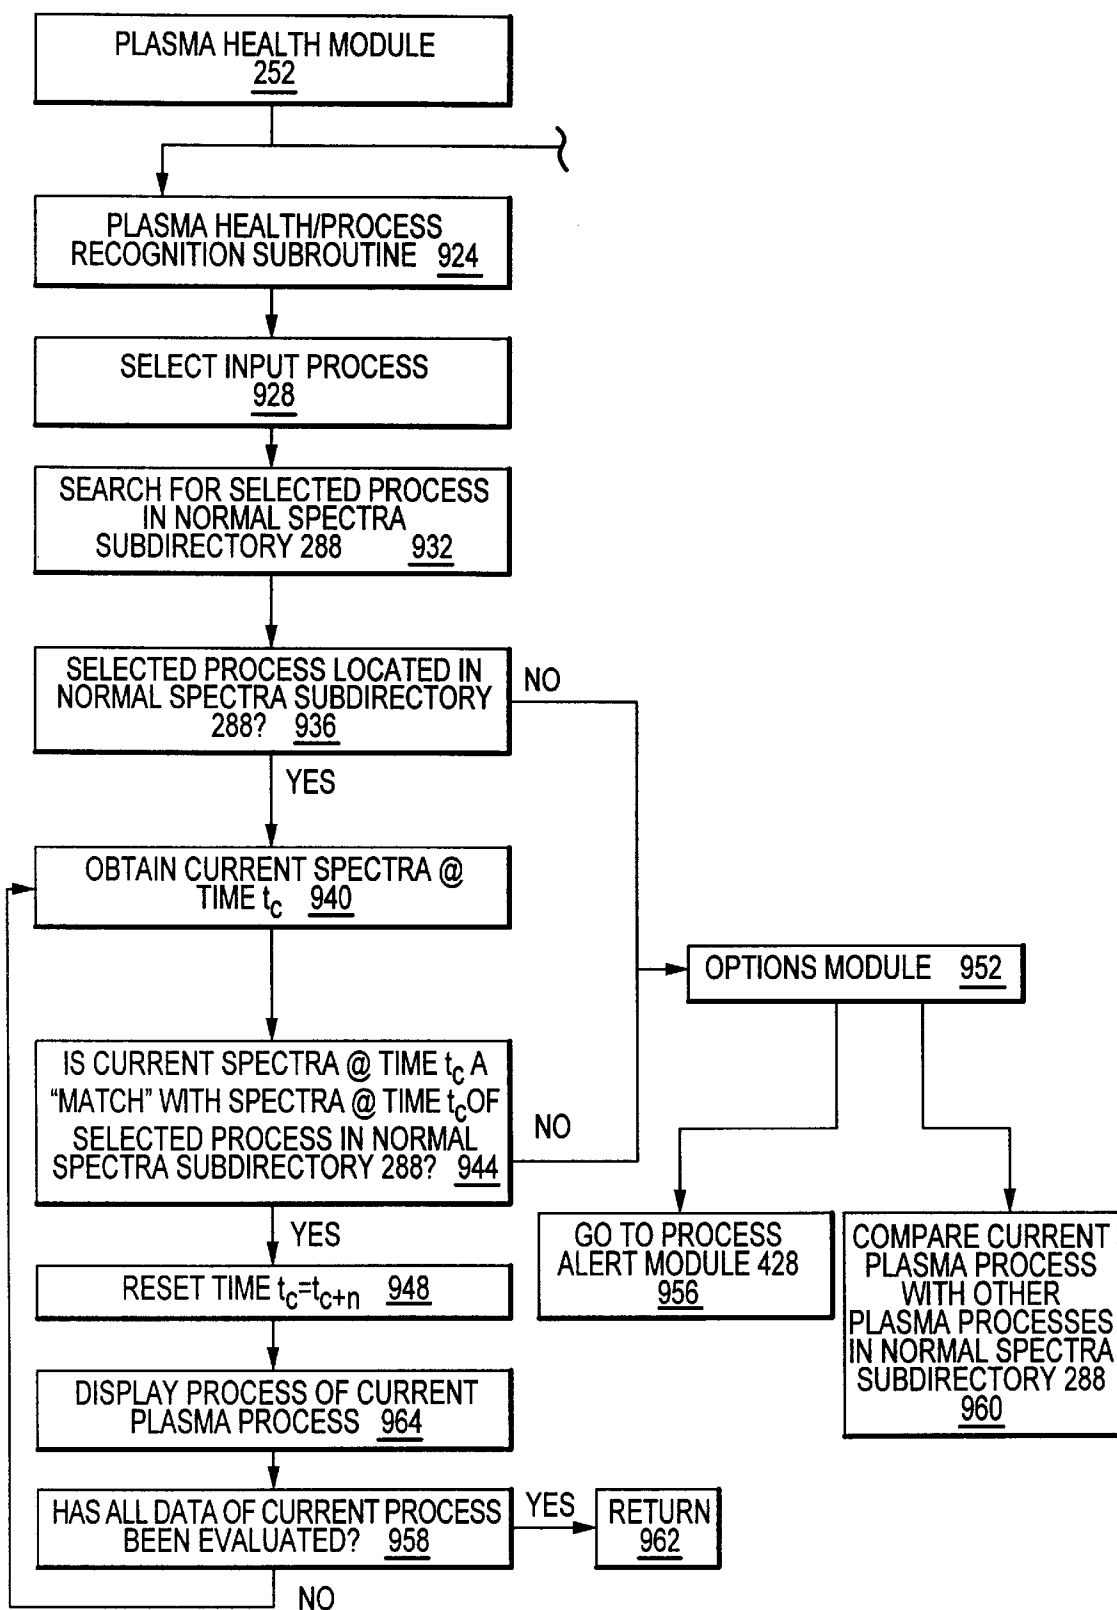 PLASMA HEALTH MODULE
252
PLASMA HEALTH/PROCESS
RECOGNITION SUBROUTINE 924
SELECT INPUT PROCESS
928
SEARCH FOR SELECTED PROCESS
IN NORMAL SPECTRA
SUBDIRECTORY 288 932
SELECTED PROCESS LOCATED IN
NORMAL SPECTRA SUBDIRECTORY
288? 936
NO
YES
OBTAIN CURRENT SPECTRA @
TIME tc 940
OPTIONS MODULE 952
IS CURRENT SPECTRA @ TIME tc A
“MATCH” WITH SPECTRA @ TIME tc OF
SELECTED PROCESS IN NORMAL
SPECTRA SUBDIRECTORY 288? 944
NO
YES
GO TO PROCESS
ALERT MODULE 428
956
COMPARE CURRENT
PLASMA PROCESS
WITH OTHER
PLASMA PROCESSES
IN NORMAL SPECTRA
SUBDIRECTORY 288
960
RESET TIME tc=tc+n 948
DISPLAY PROCESS OF CURRENT
PLASMA PROCESS 964
HAS ALL DATA OF CURRENT PROCESS
BEEN EVALUATED? 958
YES
RETURN
962
NO